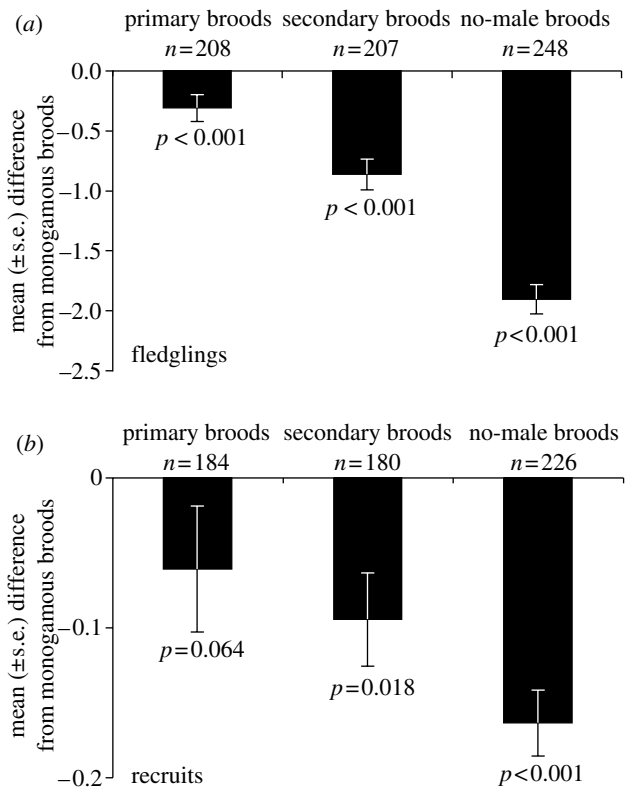 (a)
primary broods secondary broods no-male broods
n=208 n=207 n=248
0.0
−0.5
−1.0
−1.5
−2.0
−2.5
mean (±s.e.) difference
from monogamous broods
p < 0.001
p < 0.001
p <0.001
fledglings
(b)
primary broods secondary broods no-male broods
n=184 n=180 n=226
0
−0.1
−0.2
mean (±s.e.) difference
from monogamous broods
p=0.064
p=0.018
p<0.001
recruits